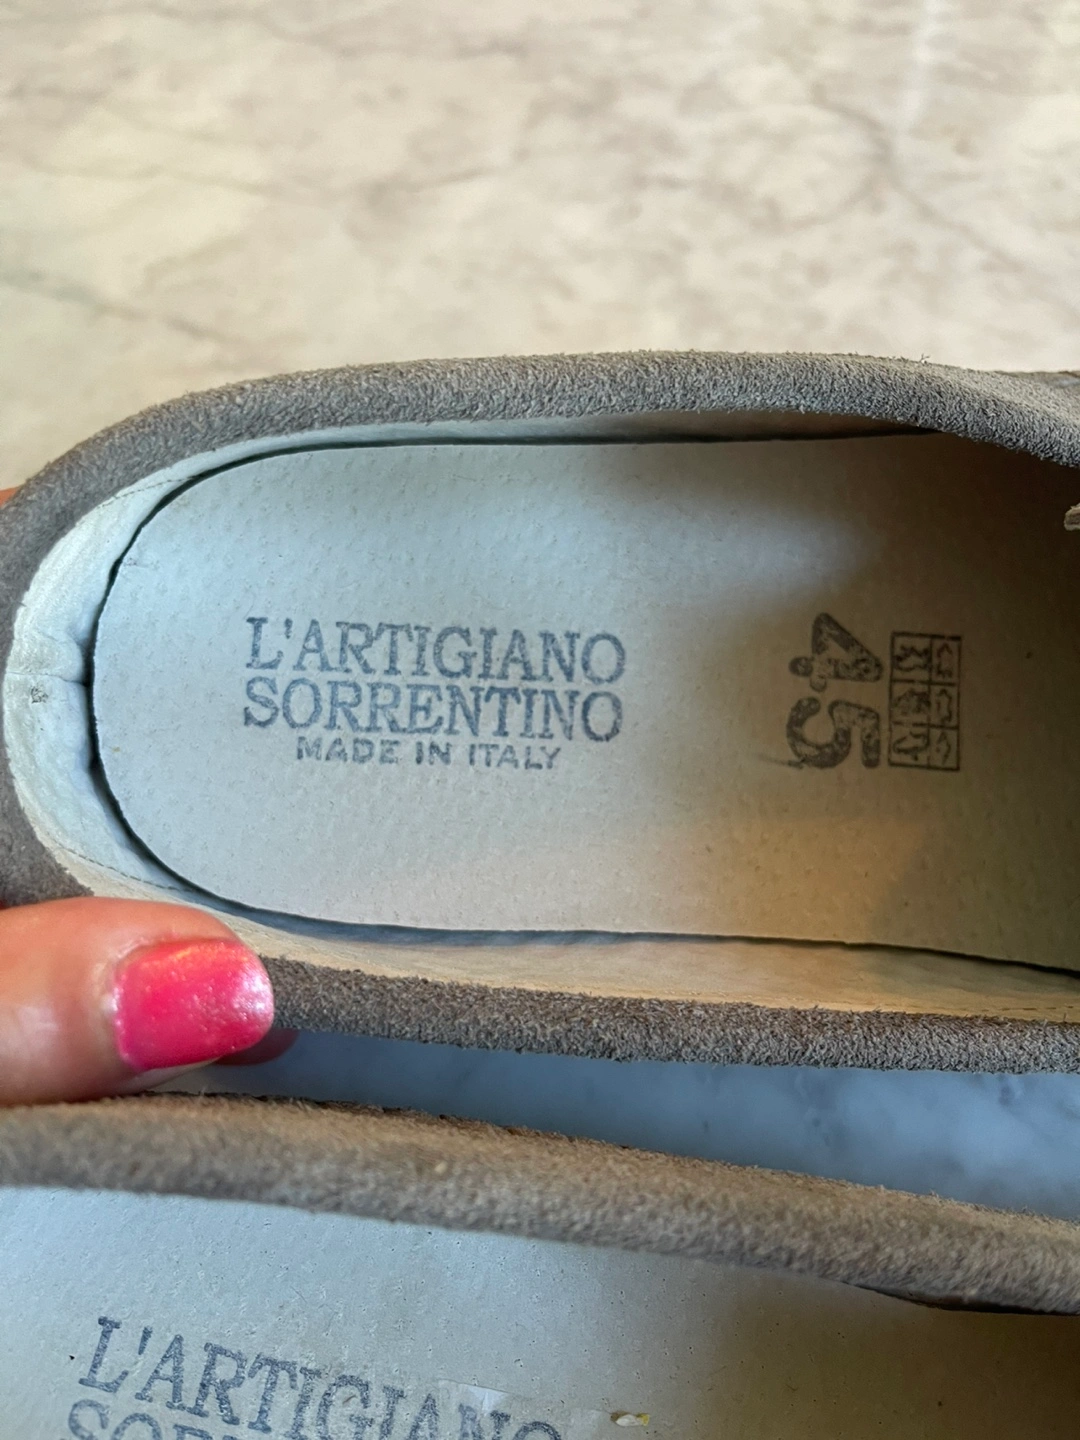 L'ARTIGIANO
SORRENTINO
MADE IN ITALY
45
L'ARTIGIANO